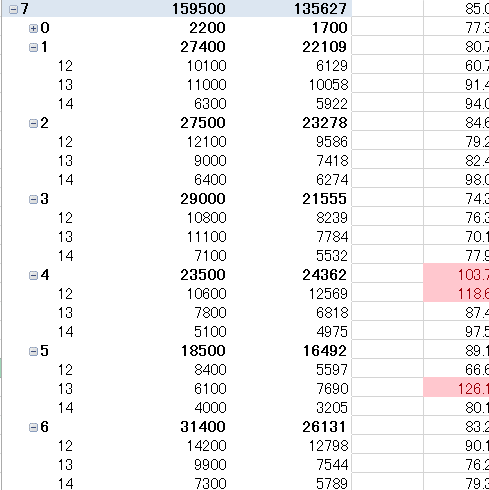 7 159500 135627 85.0
0 2200 1700 77.3
1 27400 22109 80.7
12 10100 6129 60.7
13 11000 10058 91.4
14 6300 5922 94.0
2 27500 23278 84.6
12 12100 9586 79.2
13 9000 7418 82.4
14 6400 6274 98.0
3 29000 21555 74.3
12 10800 8239 76.3
13 11100 7784 70.1
14 7100 5532 77.9
4 23500 24362 103.7
12 10600 12569 118.6
13 7800 6818 87.4
14 5100 4975 97.5
5 18500 16492 89.1
12 8400 5597 66.6
13 6100 7690 126.1
14 4000 3205 80.1
6 31400 26131 83.2
12 14200 12798 90.1
13 9900 7544 76.2
14 7300 5789 79.3